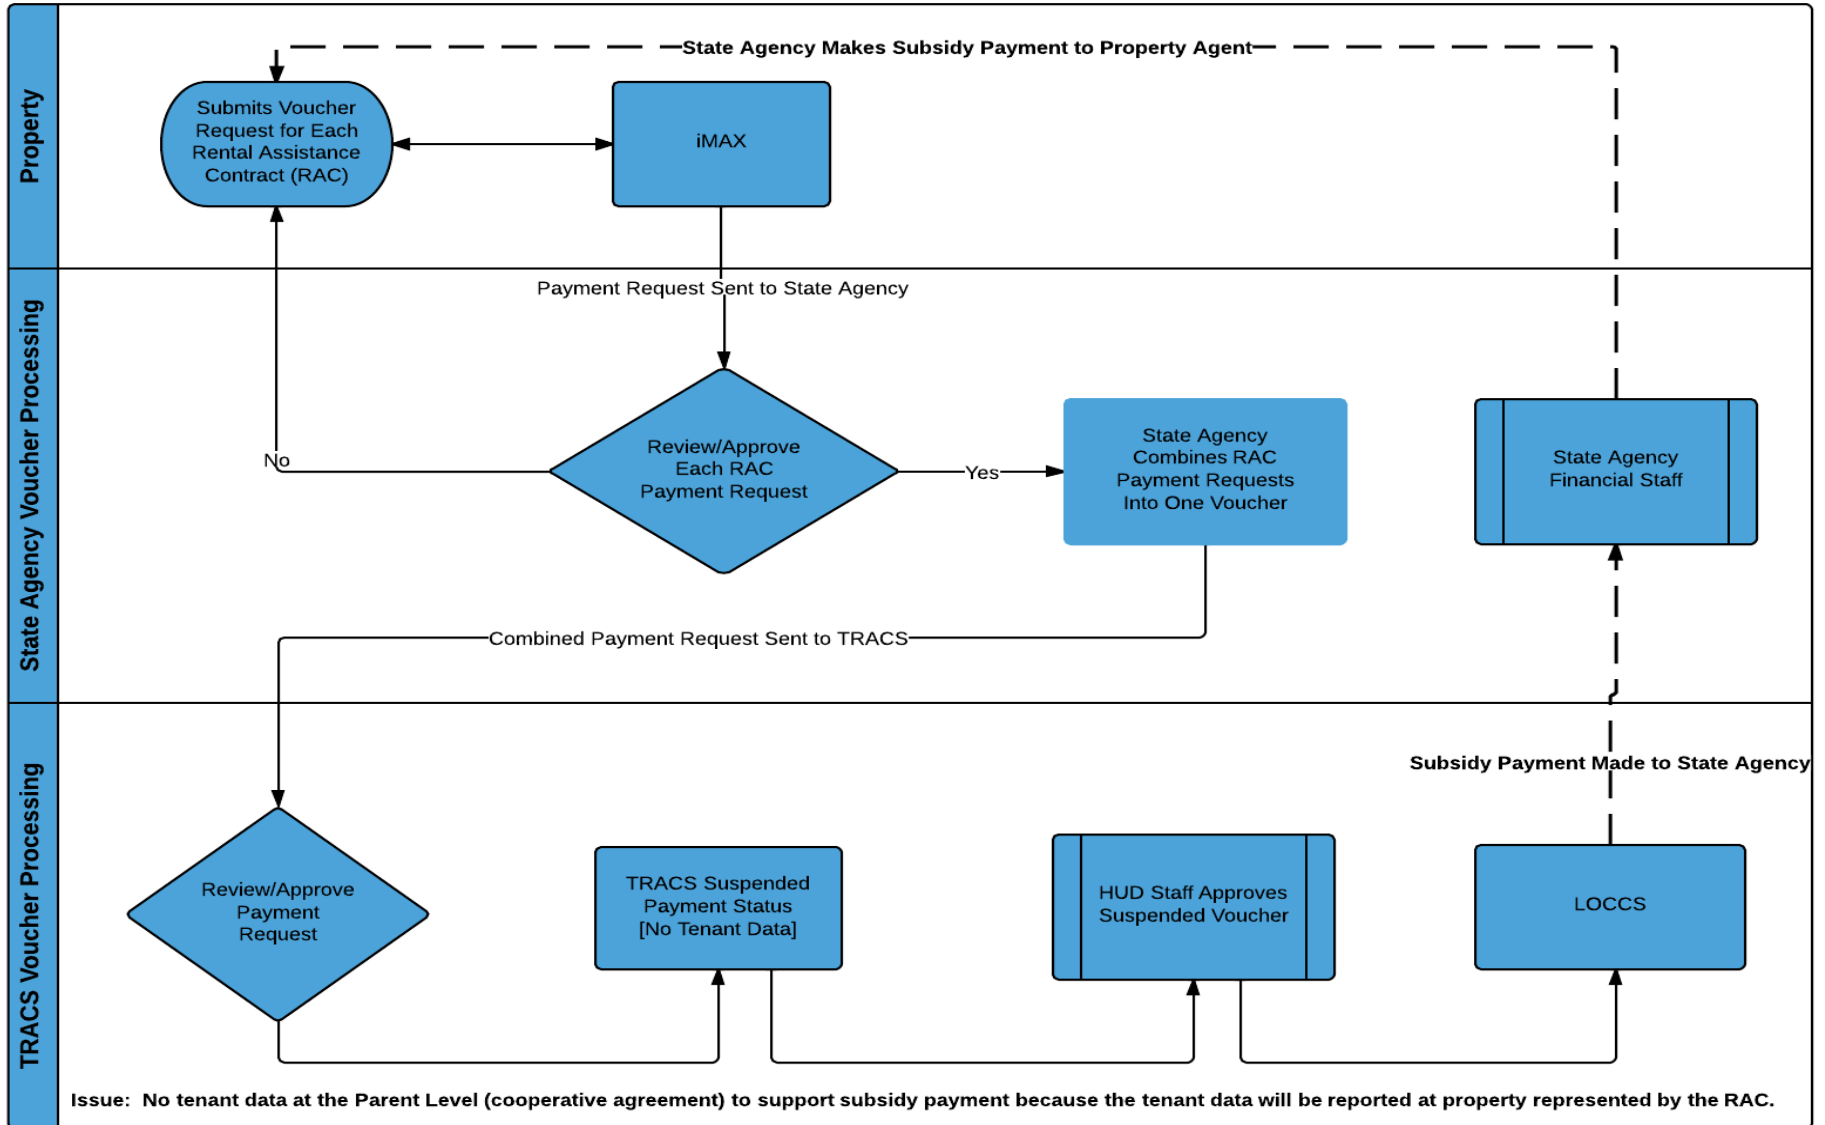 Property
State Agency Makes Subsidy Payment to Property Agent
Submits Voucher
Request for Each
Rental Assistance
Contract (RAC)
iMAX
State Agency Voucher Processing
Payment Request Sent to State Agency
No
Review/Approve
Each RAC
Payment Request
Yes
State Agency
Combines RAC
Payment Requests
Into One Voucher
State Agency
Financial Staff
Combined Payment Request Sent to TRACS
TRACS Voucher Processing
Subsidy Payment Made to State Agency
Review/Approve
Payment
Request
TRACS Suspended
Payment Status
[No Tenant Data]
HUD Staff Approves
Suspended Voucher
LOCCS
Issue:  No tenant data at the Parent Level (cooperative agreement) to support subsidy payment because the tenant data will be reported at property represented by the RAC.